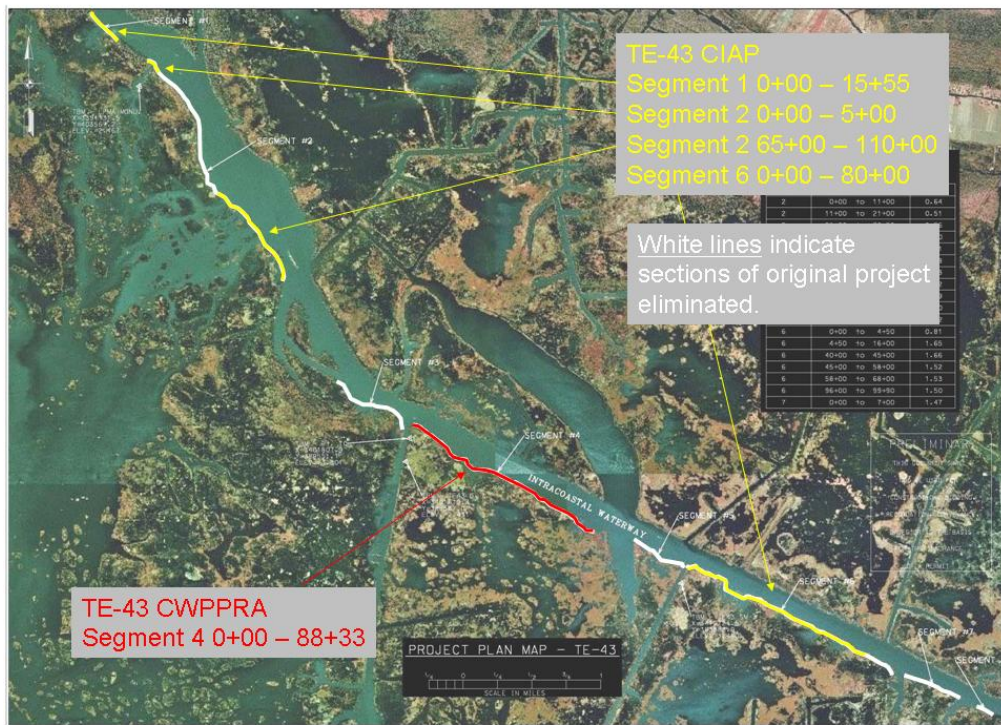 SEGMENT #1
TE-43 CIAP
Segment 1 0+00 – 15+55
Segment 2 0+00 – 5+00
Segment 2 65+00 – 110+00
Segment 6 0+00 – 80+00
SEGMENT #2
2 0+00 to 11+00 0.64
2 11+00 to 21+00 0.51
White lines indicate
sections of original project
eliminated.
6 0+00 to 4+50 0.81
6 4+50 to 16+00 1.65
6 40+00 to 45+00 1.66
6 45+00 to 58+00 1.52
6 58+00 to 68+00 1.53
6 96+00 to 99+90 1.50
7 0+00 to 7+00 1.47
SEGMENT #3
SEGMENT #4
PRELIMINARY
INTRACOASTAL WATERWAY
SEGMENT #5
SEGMENT #6
TE-43 CWPPRA
Segment 4 0+00 – 88+33
SEGMENT #7
PROJECT PLAN MAP - TE-43
SCALE IN MILES